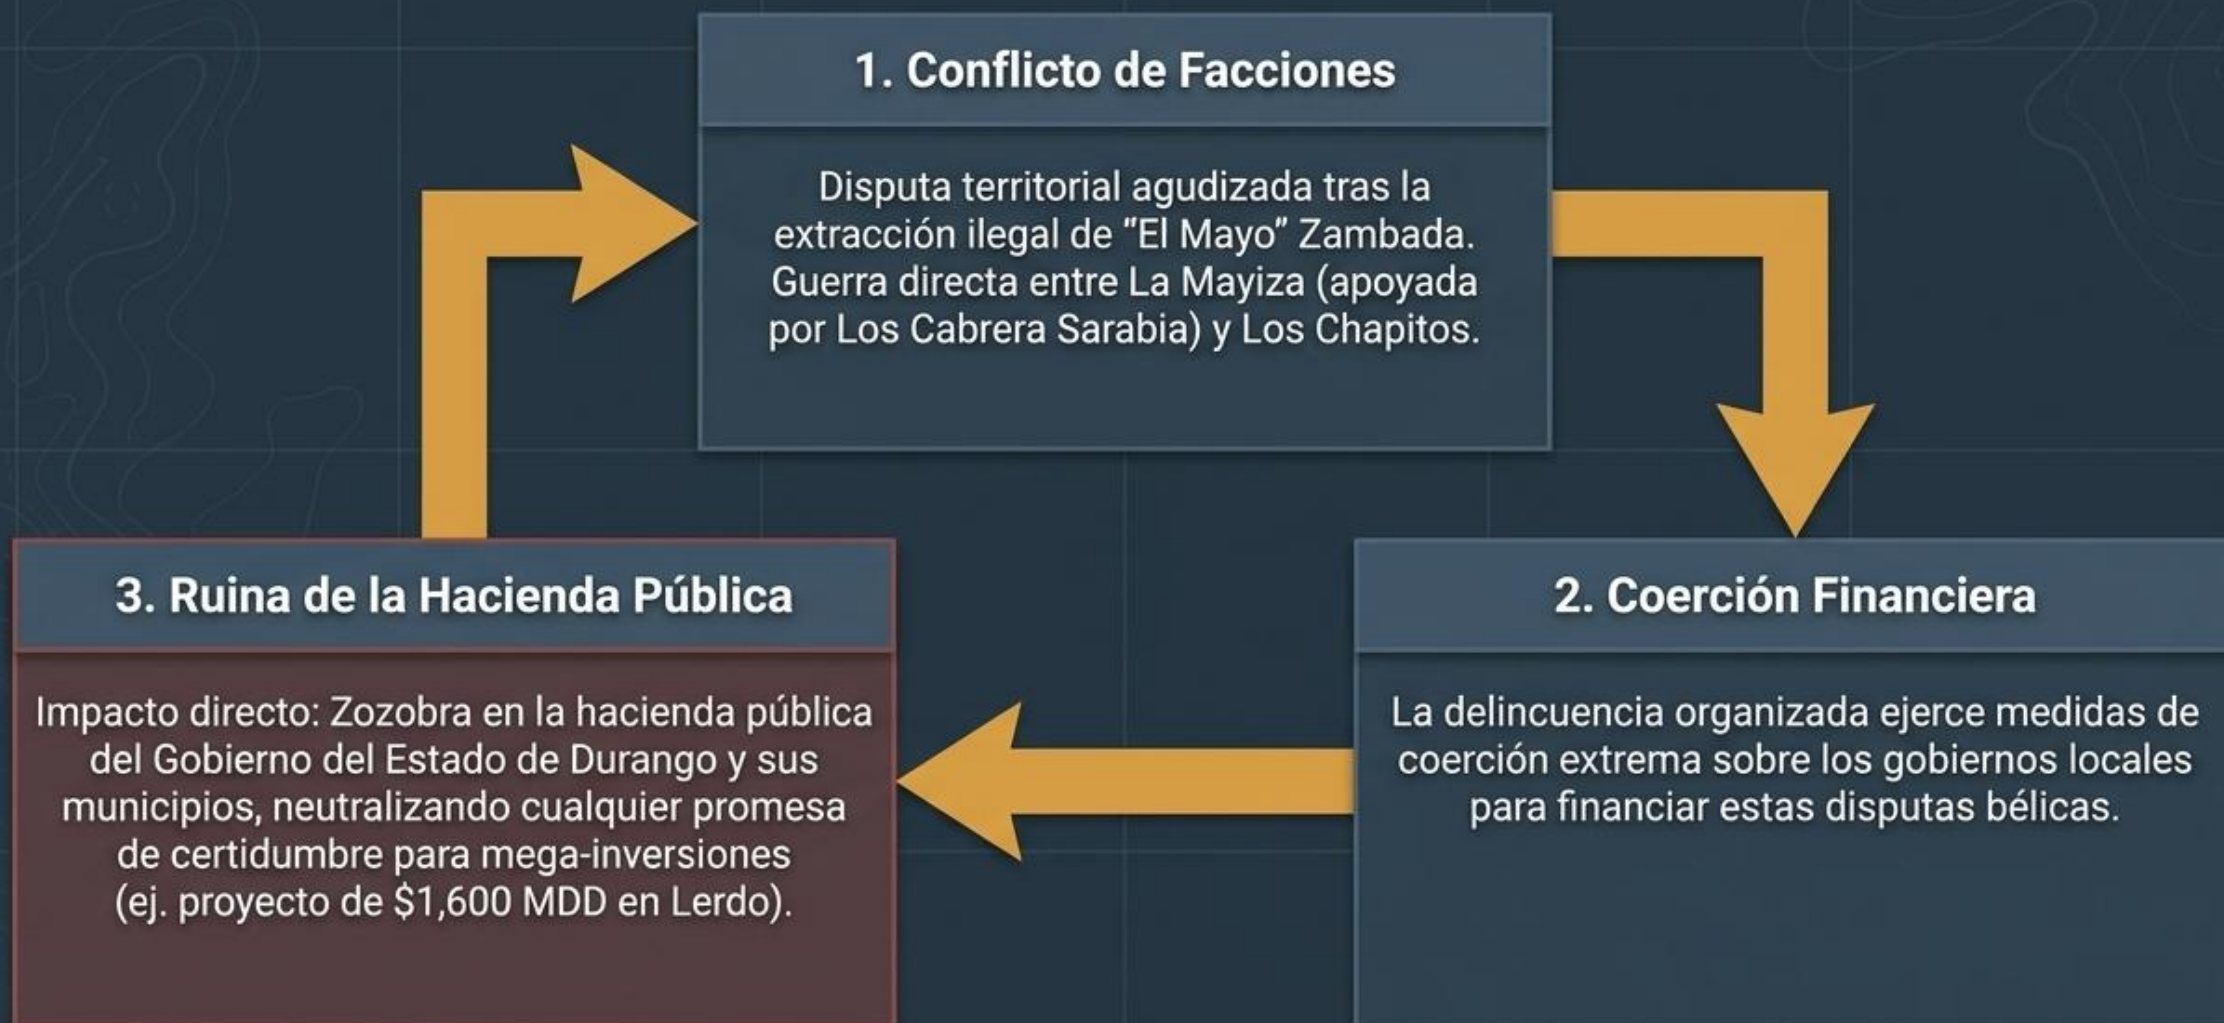 1. Conflicto de Facciones
Disputa territorial agudizada tras la
extracción ilegal de “El Mayo” Zambada.
Guerra directa entre La Mayiza (apoyada
por Los Cabrera Sarabia) y Los Chapitos.
2. Coerción Financiera
La delincuencia organizada ejerce medidas de
coerción extrema sobre los gobiernos locales
para financiar estas disputas bélicas.
3. Ruina de la Hacienda Pública
Impacto directo: Zozobra en la hacienda pública
del Gobierno del Estado de Durango y sus
municipios, neutralizando cualquier promesa
de certidumbre para mega-inversiones
(ej. proyecto de $1,600 MDD en Lerdo).